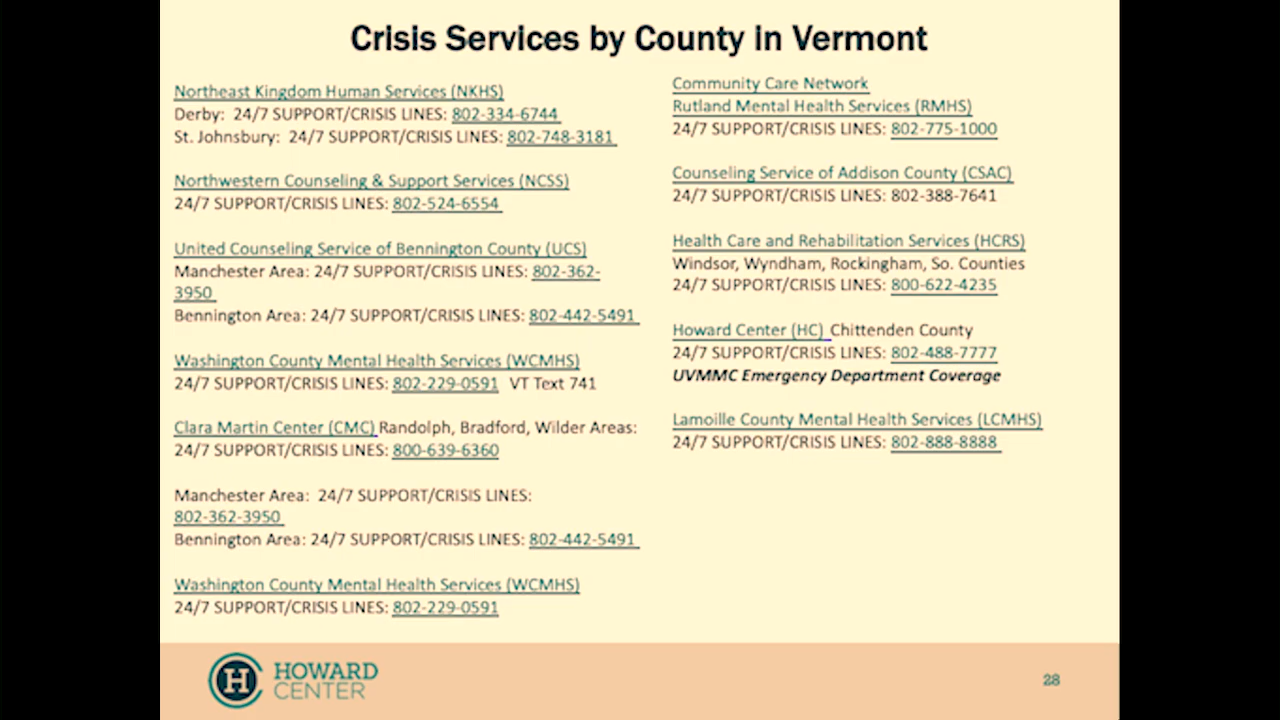 Crisis Services by County in Vermont
Northeast Kingdom Human Services (NKHS)
Derby: 24/7 SUPPORT/CRISIS LINES: 802-334-6744
St. Johnsbury: 24/7 SUPPORT/CRISIS LINES: 802-748-3181
Northwestern Counseling & Support Services (NCSS)
24/7 SUPPORT/CRISIS LINES: 802-524-6554
United Counseling Service of Bennington County (UCS)
Manchester Area: 24/7 SUPPORT/CRISIS LINES: 802-362-
3950
Bennington Area: 24/7 SUPPORT/CRISIS LINES: 802-442-5491
Washington County Mental Health Services (WCMHS)
24/7 SUPPORT/CRISIS LINES: 802-229-0591 VT Text 741
Clara Martin Center (CMC) Randolph, Bradford, Wilder Areas:
24/7 SUPPORT/CRISIS LINES: 800-639-6360
Manchester Area: 24/7 SUPPORT/CRISIS LINES:
802-362-3950
Bennington Area: 24/7 SUPPORT/CRISIS LINES: 802-442-5491
Washington County Mental Health Services (WCMHS)
24/7 SUPPORT/CRISIS LINES: 802-229-0591
Community Care Network
Rutland Mental Health Services (RMHS)
24/7 SUPPORT/CRISIS LINES: 802-775-1000
Counseling Service of Addison County (CSAC)
24/7 SUPPORT/CRISIS LINES: 802-388-7641
Health Care and Rehabilitation Services (HCRS)
Windsor, Wyndham, Rockingham, So. Counties
24/7 SUPPORT/CRISIS LINES: 800-622-4235
Howard Center (HC) Chittenden County
24/7 SUPPORT/CRISIS LINES: 802-488-7777
UVMMC Emergency Department Coverage
Lamoille County Mental Health Services (LCMHS)
24/7 SUPPORT/CRISIS LINES: 802-888-8888
H HOWARD
CENTER
28